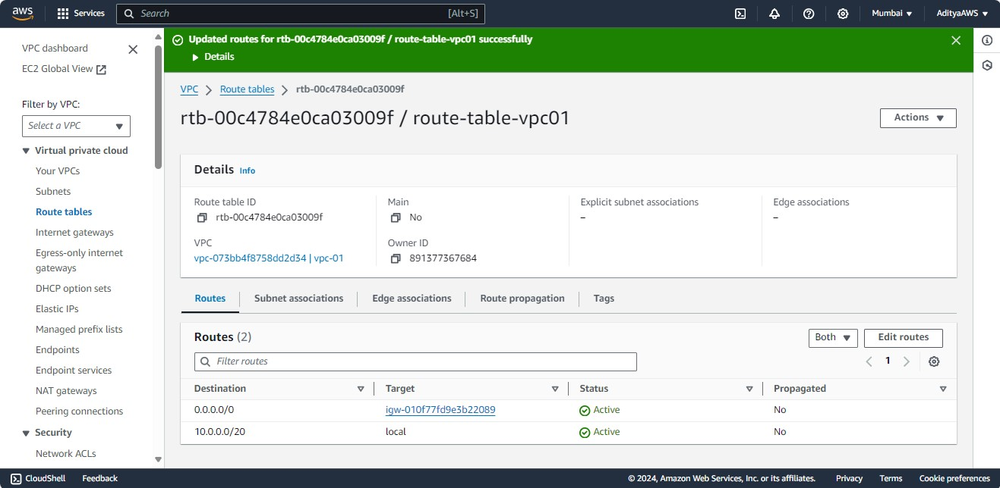 aws
Services
Search
[Alt+S]
Mumbai
AdityaAWS
VPC dashboard
EC2 Global View
Filter by VPC:
Select a VPC
Virtual private cloud
Your VPCs
Subnets
Route tables
Internet gateways
Egress-only internet
gateways
DHCP option sets
Elastic IPs
Managed prefix lists
Endpoints
Endpoint services
NAT gateways
Peering connections
Security
Network ACLs
Updated routes for rtb-00c4784e0ca03009f / route-table-vpc01 successfully
Details
VPC
Route tables
rtb-00c4784e0ca03009f
rtb-00c4784e0ca03009f / route-table-vpc01
Actions
Details Info
Route table ID
rtb-00c4784e0ca03009f
Main
No
Explicit subnet associations
–
Edge associations
–
VPC
vpc-073bb4f8758dd2d34 | vpc-01
Owner ID
891377367684
Routes
Subnet associations
Edge associations
Route propagation
Tags
Routes (2)
Both
Edit routes
Filter routes
1
Destination Target Status Propagated
0.0.0.0/0 igw-010f77fd9e3b22089 Active No
10.0.0.0/20 local Active No
CloudShell
Feedback
© 2024, Amazon Web Services, Inc. or its affiliates.
Privacy
Terms
Cookie preferences